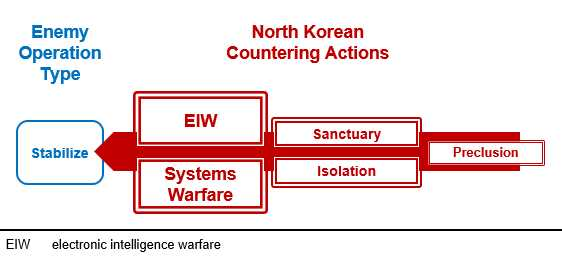 Enemy
Operation
Type
North Korean
Countering Actions
EIW
Sanctuary
Stabilize
Preclusion
Systems
Warfare
Isolation
EIW electronic intelligence warfare